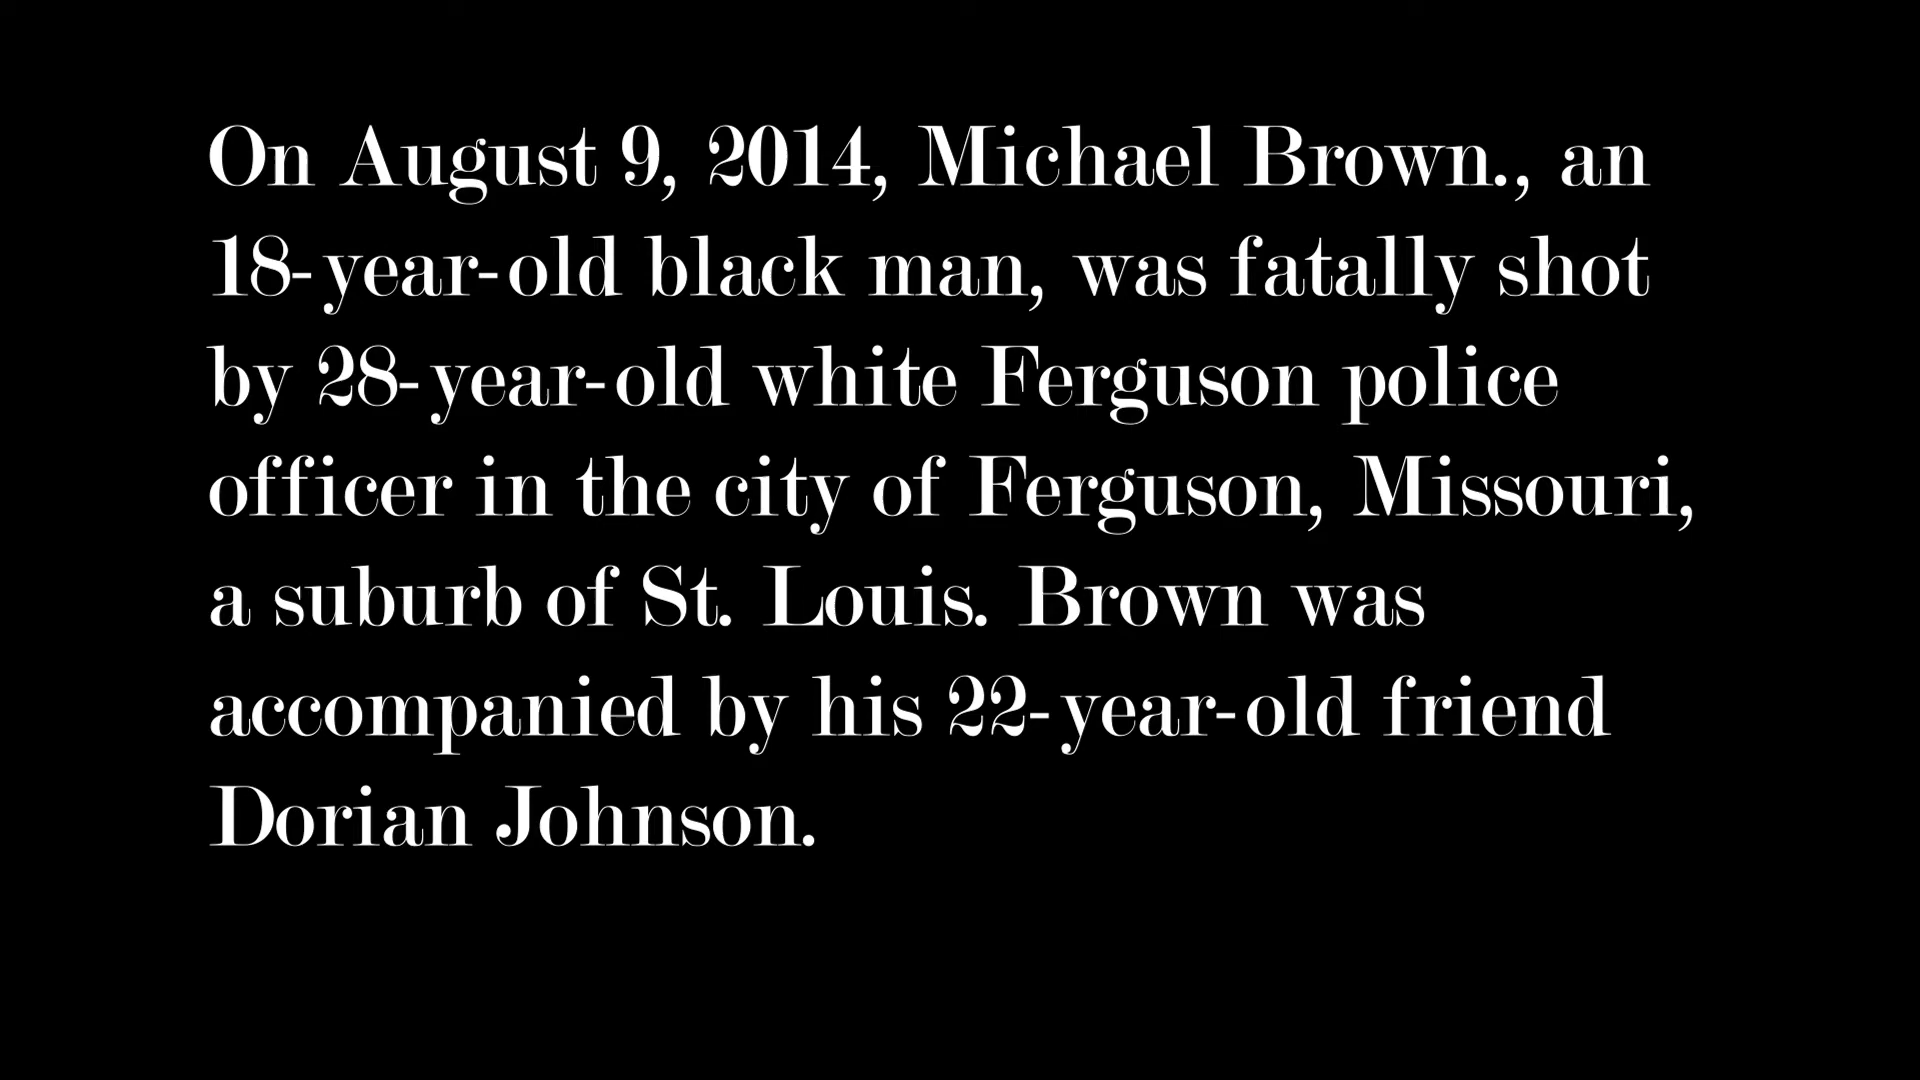 On August 9, 2014, Michael Brown., an
18-year-old black man, was fatally shot
by 28-year-old white Ferguson police
officer in the city of Ferguson, Missouri,
a suburb of St. Louis. Brown was
accompanied by his 22-year-old friend
Dorian Johnson.